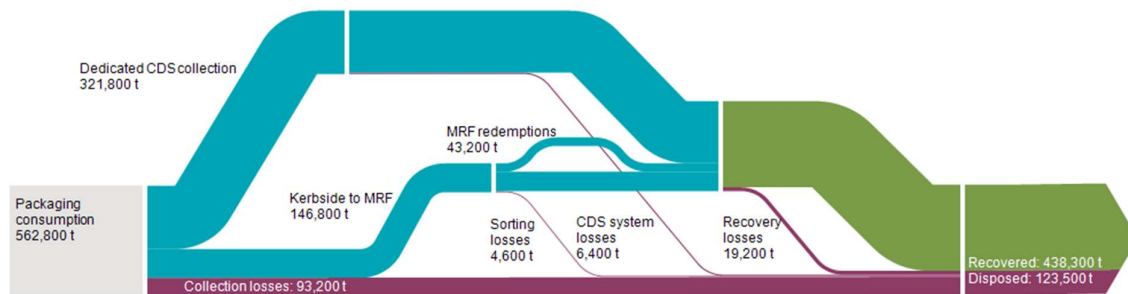 Dedicated CDS collection
321,800 t
MRF redemptions
43,200 t
Packaging
consumption
562,800 t
Kerbside to MRF
146,800 t
Sorting
losses
4,600 t
CDS system
losses
6,400 t
Recovery
losses
19,200 t
Recovered: 438,300 t
Disposed: 123,500 t
Collection losses: 93,200 t